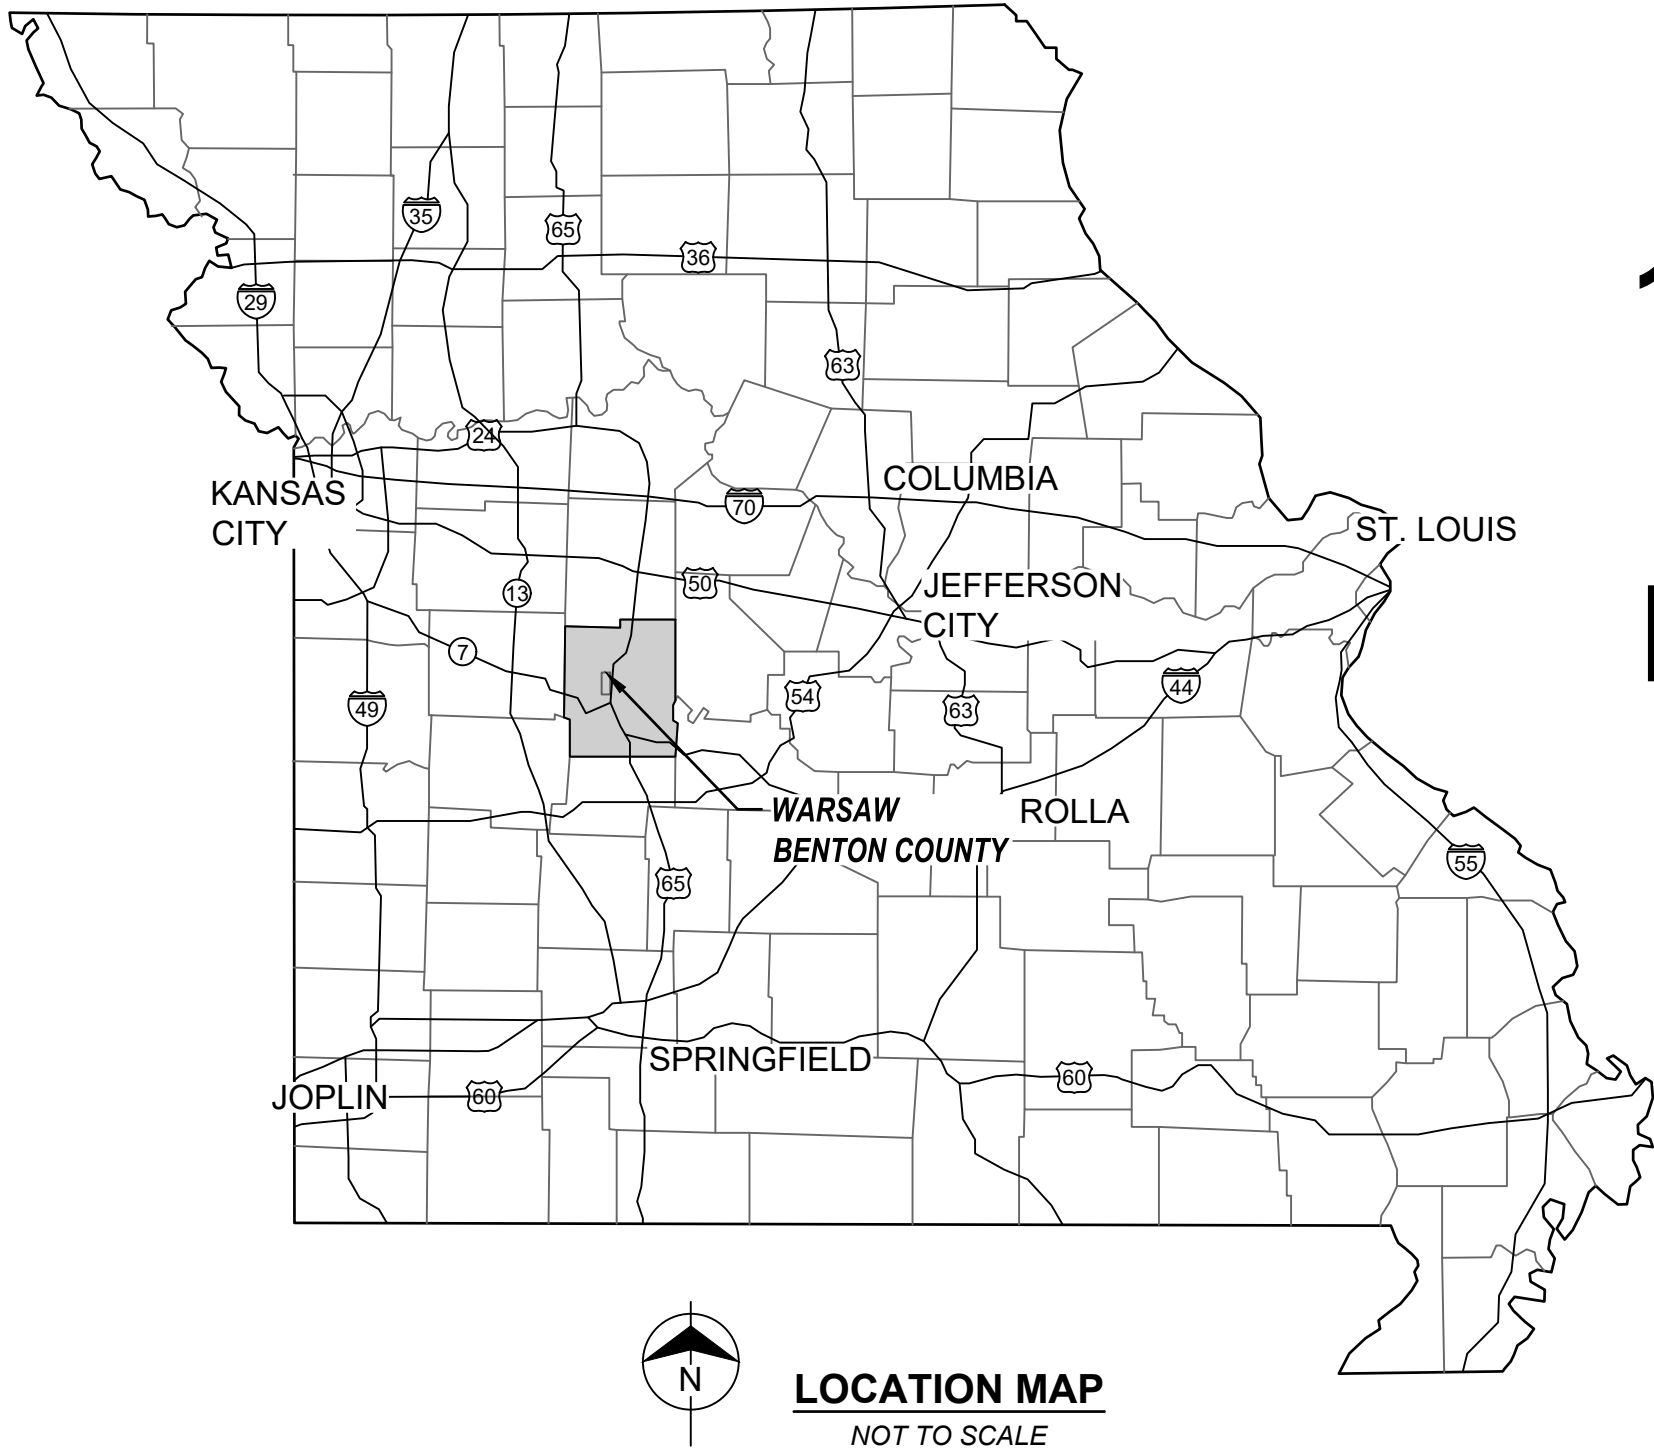 35
65
36
29
63
24
KANSAS
CITY
COLUMBIA
70
ST. LOUIS
50
13
JEFFERSON
CITY
7
49
54
63
44
WARSAW
ROLLA
BENTON COUNTY
65
55
SPRINGFIELD
60
JOPLIN
60
N
LOCATION MAP
NOT TO SCALE